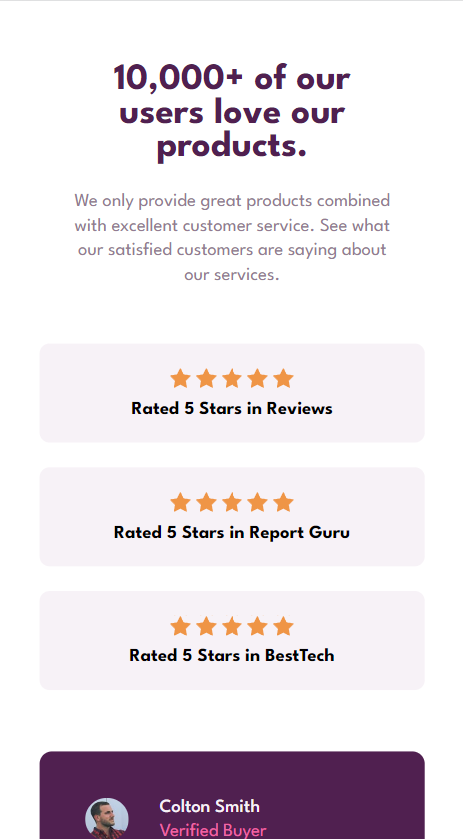 10,000+ of our
users love our
products.
We only provide great products combined
with excellent customer service. See what
our satisfied customers are saying about
our services.
Rated 5 Stars in Reviews
Rated 5 Stars in Report Guru
Rated 5 Stars in BestTech
Colton Smith
Verified Buyer